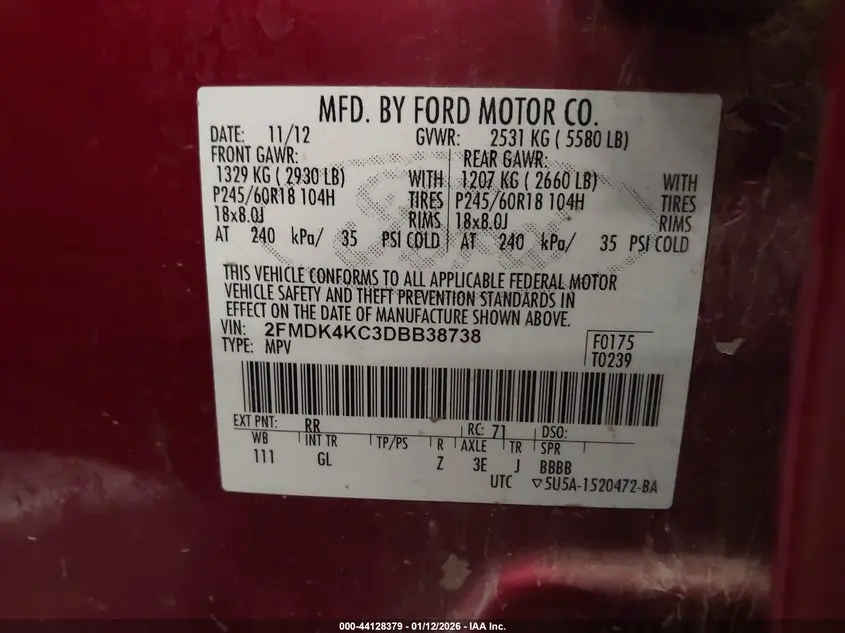 MFD. BY FORD MOTOR CO.
DATE: 11/12 GVWR: 2531 KG ( 5580 LB)
FRONT GAWR: REAR GAWR:
1329 KG ( 2930 LB) WITH 1207 KG ( 2660 LB) WITH
P245/60R18 104H TIRES P245/60R18 104H TIRES
18x8.0J RIMS 18x8.0J RIMS
AT 240 kPa/ 35 PSI COLD AT 240 kPa/ 35 PSI COLD
THIS VEHICLE CONFORMS TO ALL APPLICABLE FEDERAL MOTOR
VEHICLE SAFETY AND THEFT PREVENTION STANDARDS IN
EFFECT ON THE DATE OF MANUFACTURE SHOWN ABOVE.
VIN: 2FMDK4KC3DBB38738 F0175
TYPE: MPV T0239
EXT PNT: RR RC: 71 DSO:
WB INT TR TP/PS R AXLE TR SPR
111 GL Z 3E J BBBB
UTC ▽5U5A-1520472-BA
000-44128379 - 01/12/2026 - IAA Inc.